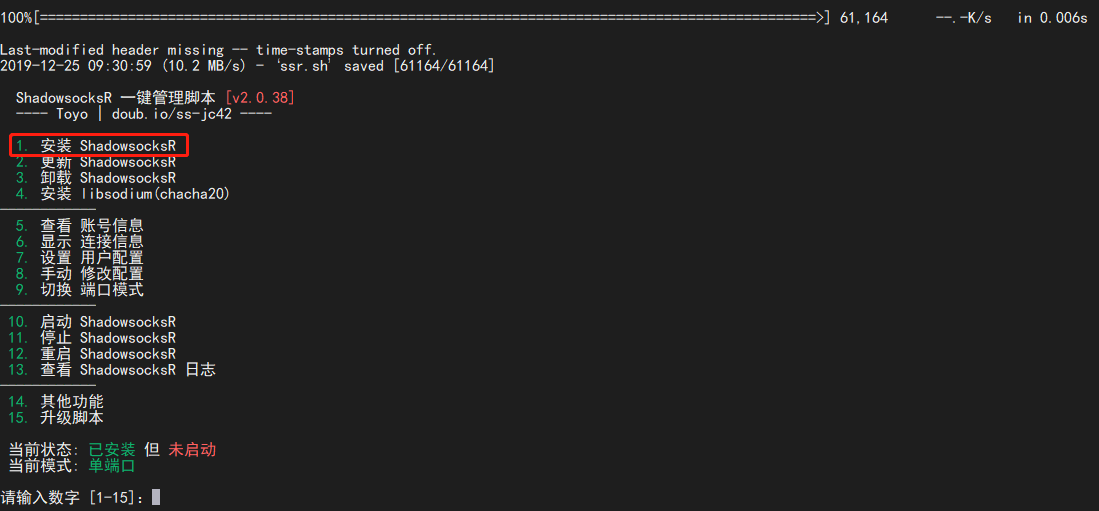 100%[=================================================================================================>] 61,164      --.-K/s   in 0.006s
Last-modified header missing -- time-stamps turned off.
2019-12-25 09:30:59 (10.2 MB/s) - ‘ssr.sh’ saved [61164/61164]
ShadowsocksR 一键管理脚本 [v2.0.38]
---- Toyo | doub.io/ss-jc42 ----
1. 安装 ShadowsocksR
2. 更新 ShadowsocksR
3. 卸载 ShadowsocksR
4. 安装 libsodium(chacha20)
————————————
5. 查看 账号信息
6. 显示 连接信息
7. 设置 用户配置
8. 手动 修改配置
9. 切换 端口模式
————————————
10. 启动 ShadowsocksR
11. 停止 ShadowsocksR
12. 重启 ShadowsocksR
13. 查看 ShadowsocksR 日志
————————————
14. 其他功能
15. 升级脚本
当前状态: 已安装 但 未启动
当前模式: 单端口
请输入数字 [1-15]：